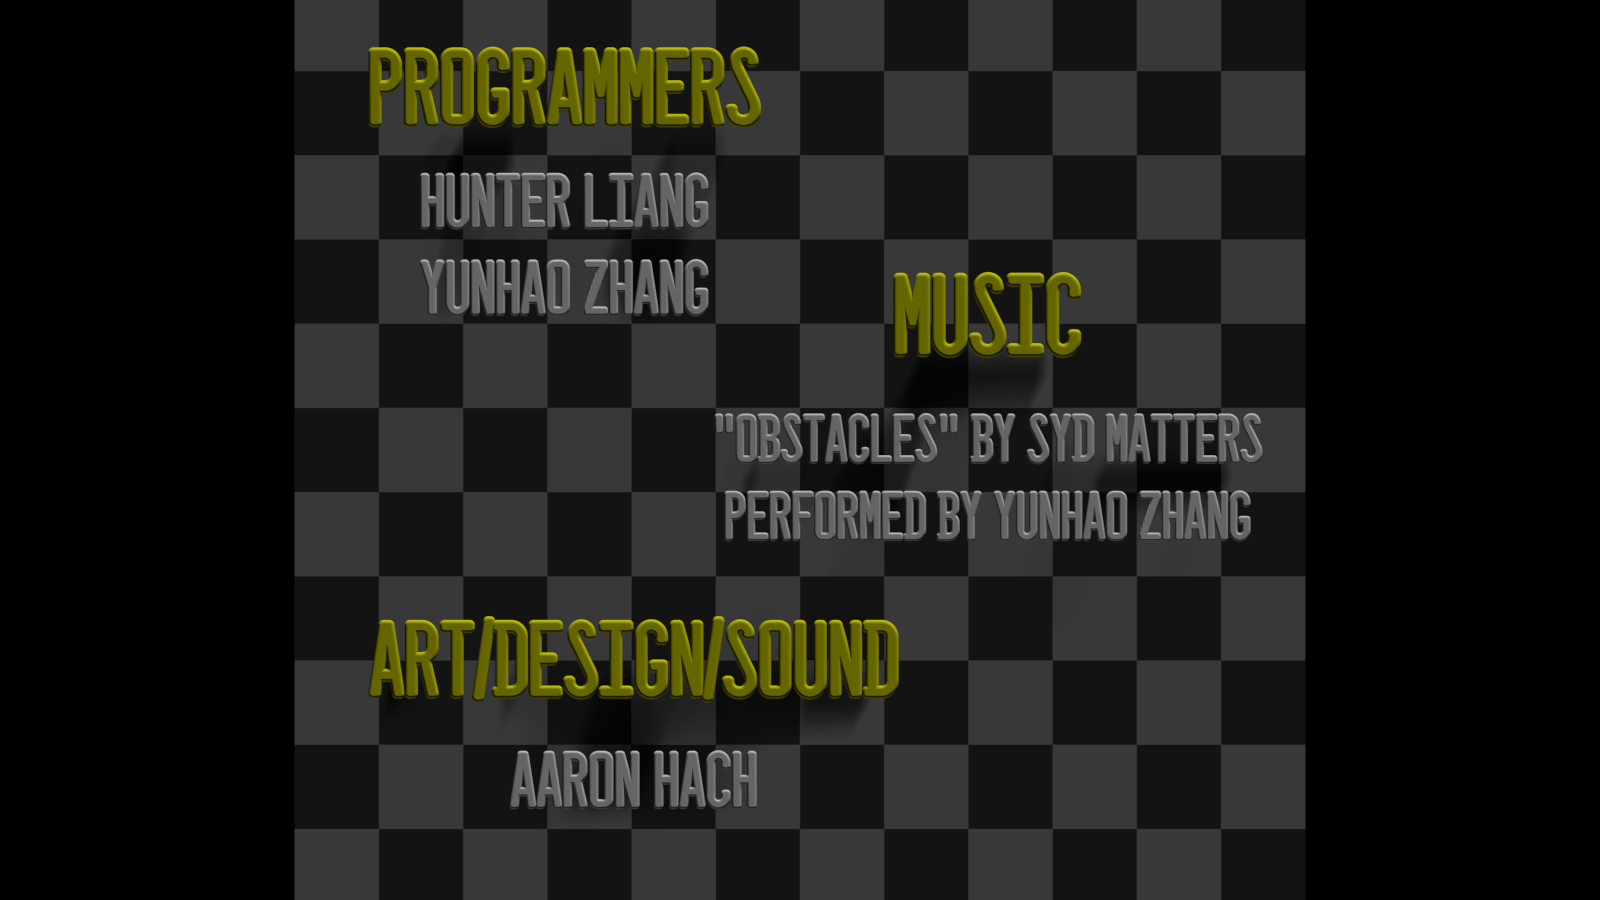 PROGRAMMERS
HUNTER LIANG
YUNHAO ZHANG
MUSIC
"OBSTACLES" BY SYD MATTERS
PERFORMED BY YUNHAO ZHANG
ART/DESIGN/SOUND
AARON HACH